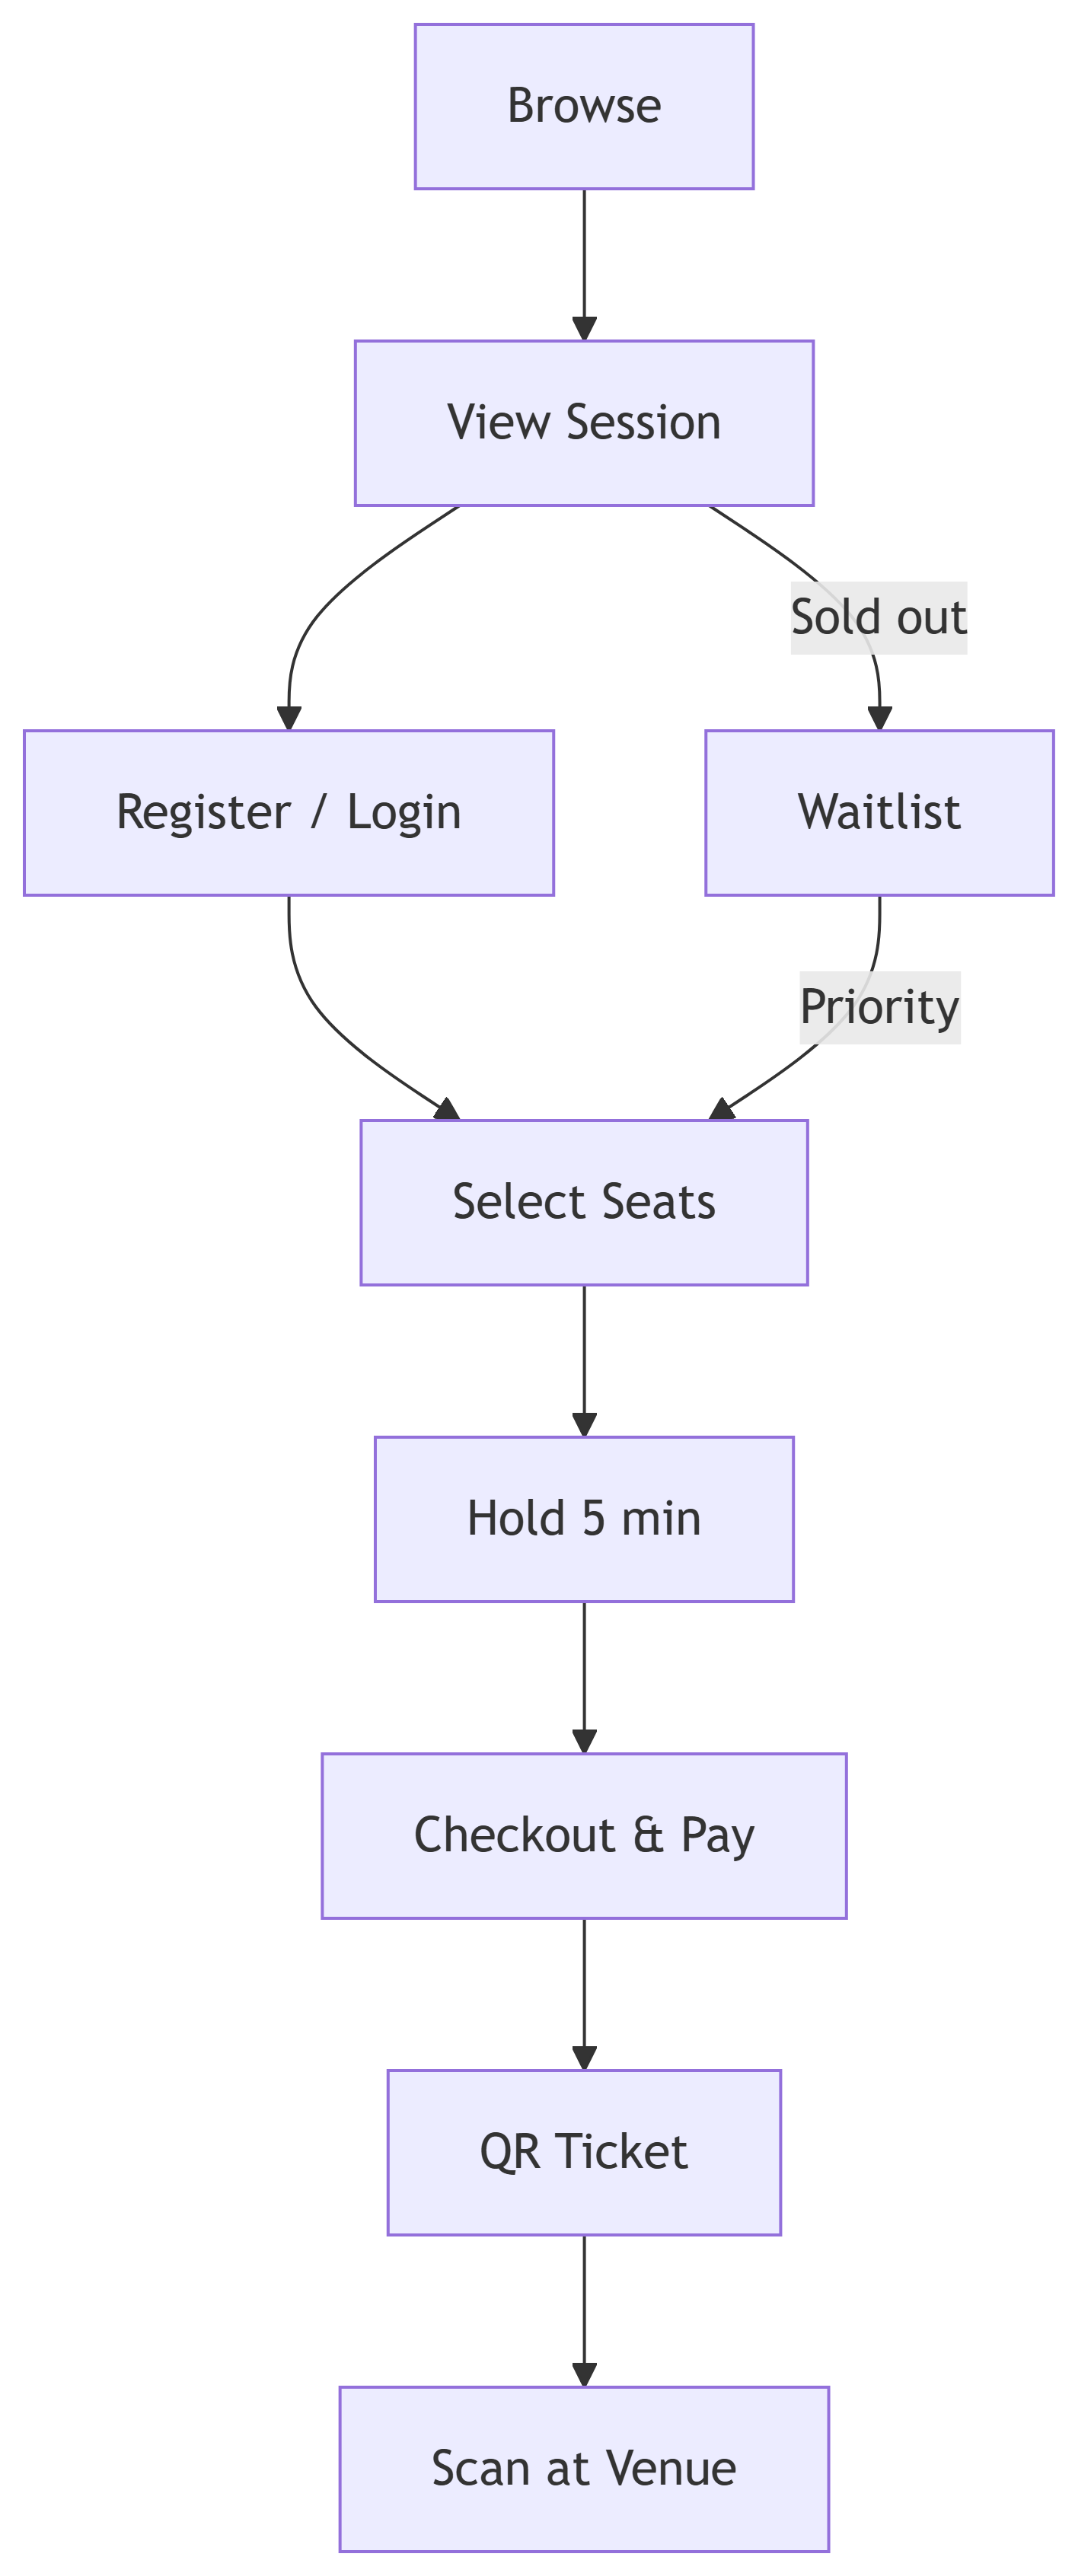 Browse
View Session
Sold out
Register / Login
Waitlist
Priority
Select Seats
Hold 5 min
Checkout & Pay
QR Ticket
Scan at Venue